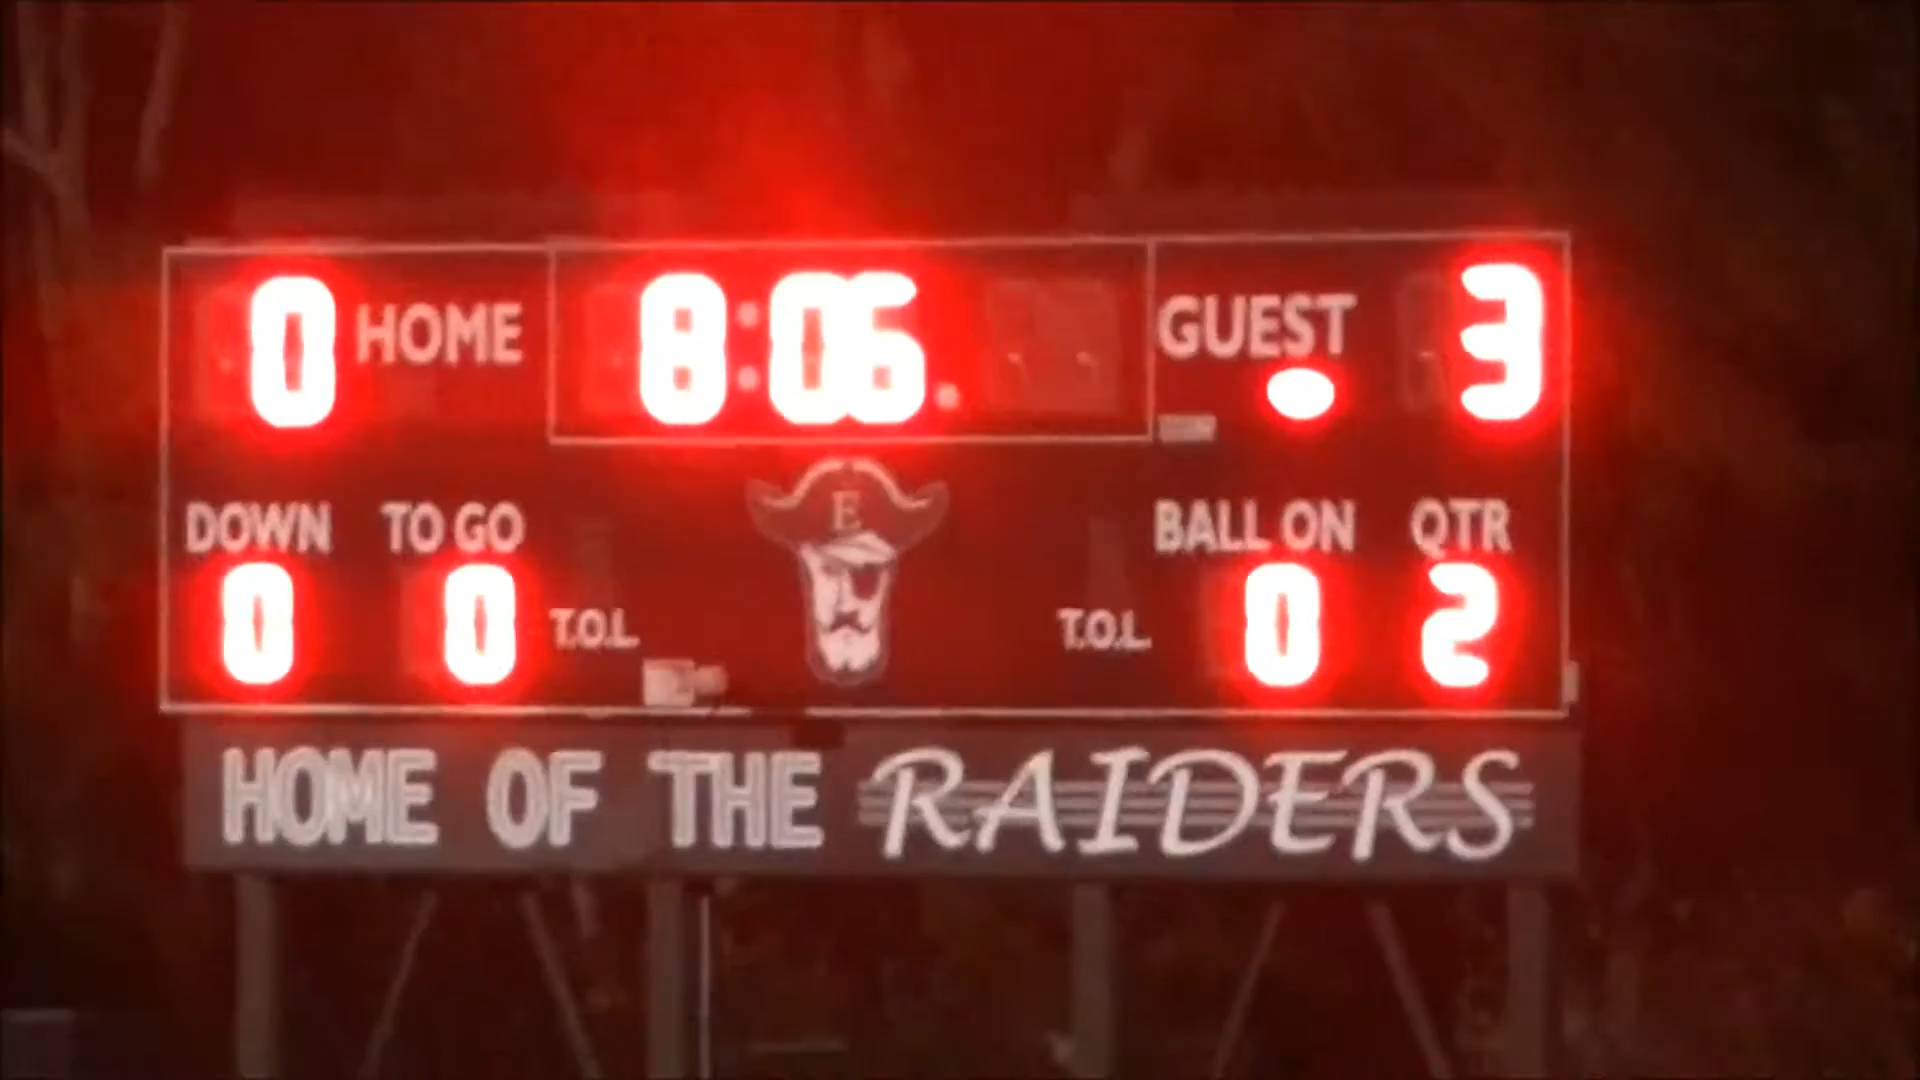 0 HOME 8:06 GUEST 3
DOWN TO GO BALL ON QTR
0 0 T.O.L. T.O.L. 0 2
E
HOME OF THE RAIDERS